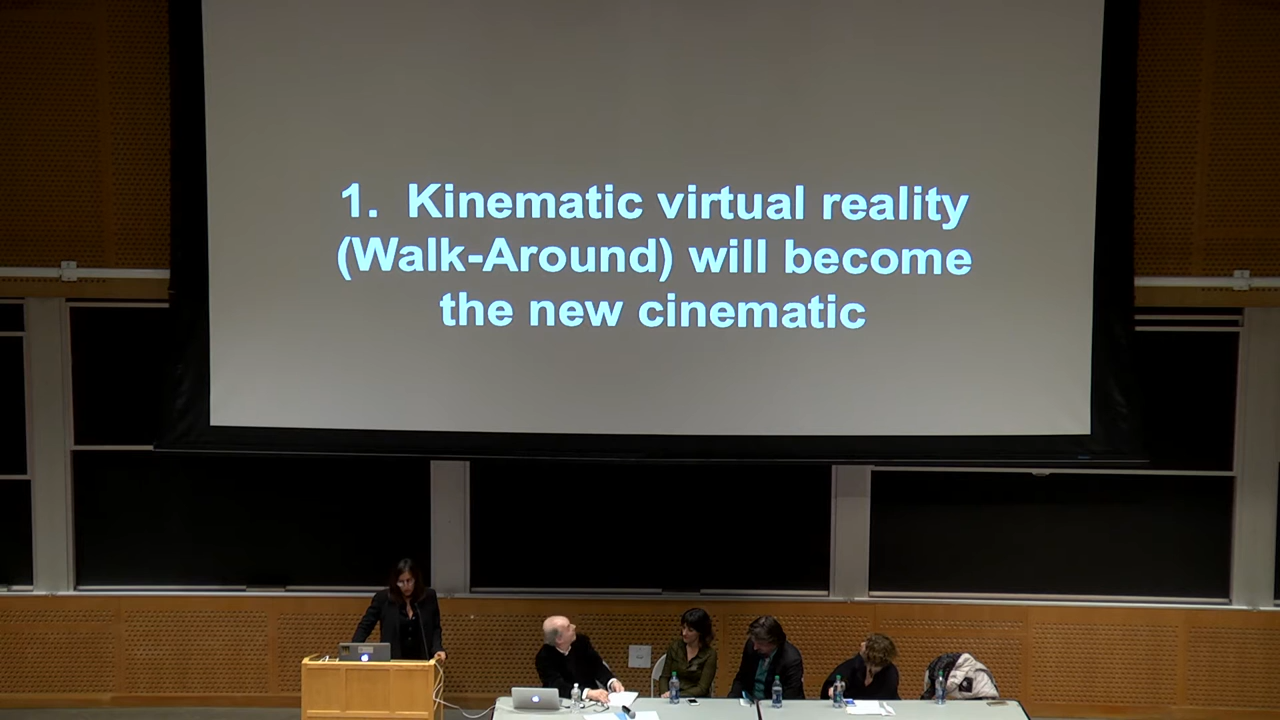 1. Kinematic virtual reality
(Walk-Around) will become
the new cinematic